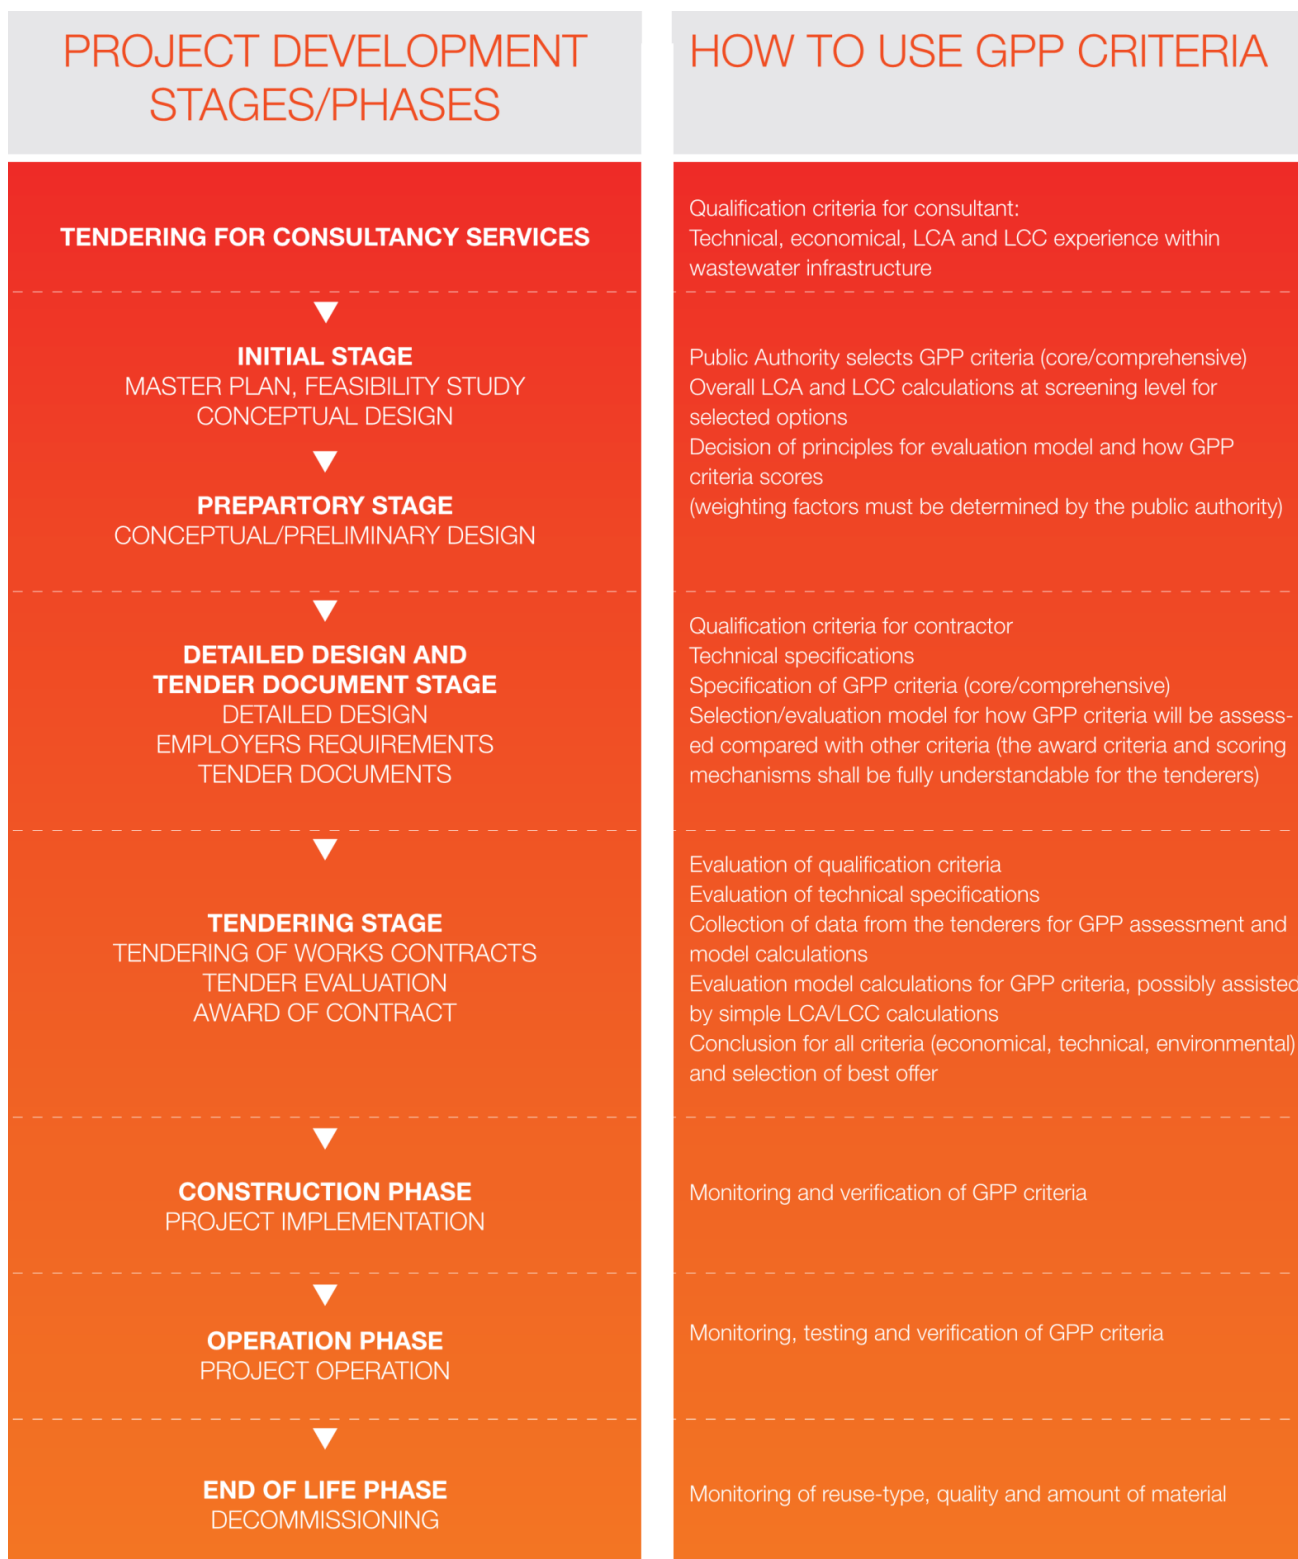 PROJECT DEVELOPMENT
STAGES/PHASES
HOW TO USE GPP CRITERIA
TENDERING FOR CONSULTANCY SERVICES
Qualification criteria for consultant:
Technical, economical, LCA and LCC experience within
wastewater infrastructure
INITIAL STAGE
MASTER PLAN, FEASIBILITY STUDY
CONCEPTUAL DESIGN
PREPARTORY STAGE
CONCEPTUAL/PRELIMINARY DESIGN
Public Authority selects GPP criteria (core/comprehensive)
Overall LCA and LCC calculations at screening level for
selected options
Decision of principles for evaluation model and how GPP
criteria scores
(weighting factors must be determined by the public authority)
DETAILED DESIGN AND
TENDER DOCUMENT STAGE
DETAILED DESIGN
EMPLOYERS REQUIREMENTS
TENDER DOCUMENTS
Qualification criteria for contractor
Technical specifications
Specification of GPP criteria (core/comprehensive)
Selection/evaluation model for how GPP criteria will be assess-
ed compared with other criteria (the award criteria and scoring
mechanisms shall be fully understandable for the tenderers)
TENDERING STAGE
TENDERING OF WORKS CONTRACTS
TENDER EVALUATION
AWARD OF CONTRACT
Evaluation of qualification criteria
Evaluation of technical specifications
Collection of data from the tenderers for GPP assessment and
model calculations
Evaluation model calculations for GPP criteria, possibly assisted
by simple LCA/LCC calculations
Conclusion for all criteria (economical, technical, environmental)
and selection of best offer
CONSTRUCTION PHASE
PROJECT IMPLEMENTATION
Monitoring and verification of GPP criteria
OPERATION PHASE
PROJECT OPERATION
Monitoring, testing and verification of GPP criteria
END OF LIFE PHASE
DECOMMISSIONING
Monitoring of reuse-type, quality and amount of material